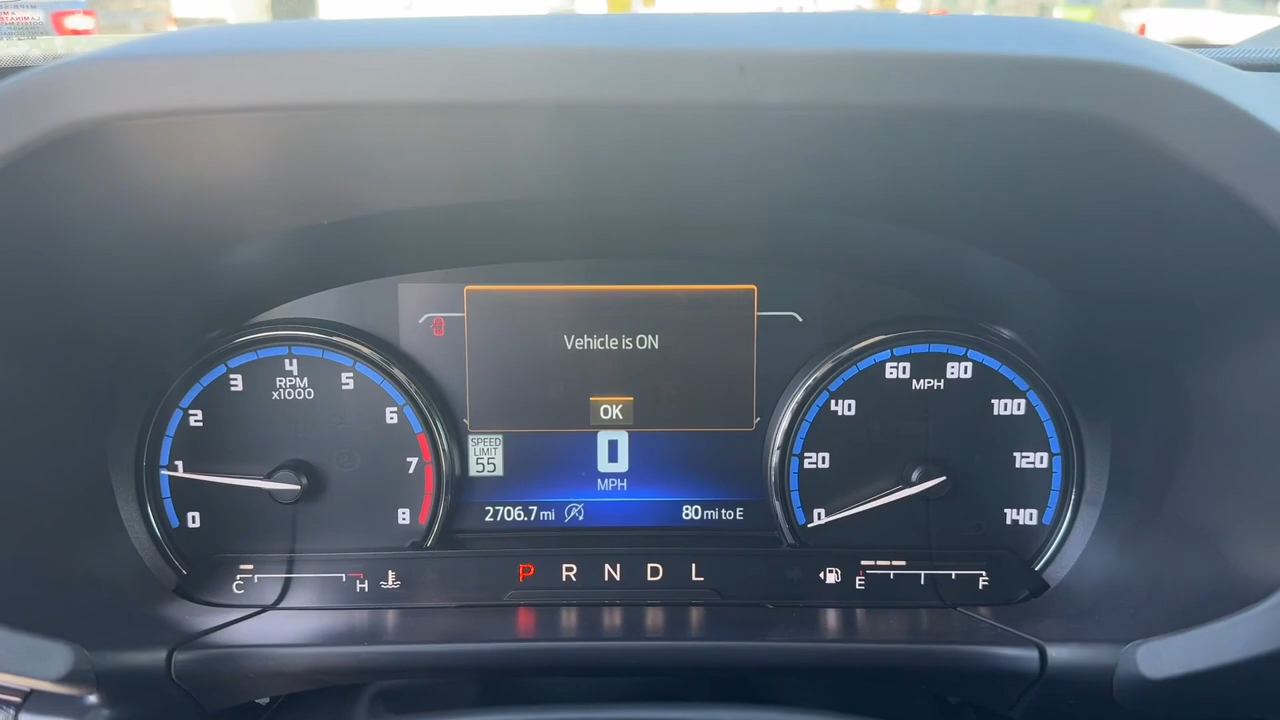 LAMINATED
Vehicle is ON
OK
SPEED
LIMIT
55
0
MPH
2706.7 mi
80 mi to E
0
1
2
3
4
5
6
7
8
RPM
x1000
0
20
40
60
80
100
120
140
MPH
C H
P R N D L
E F